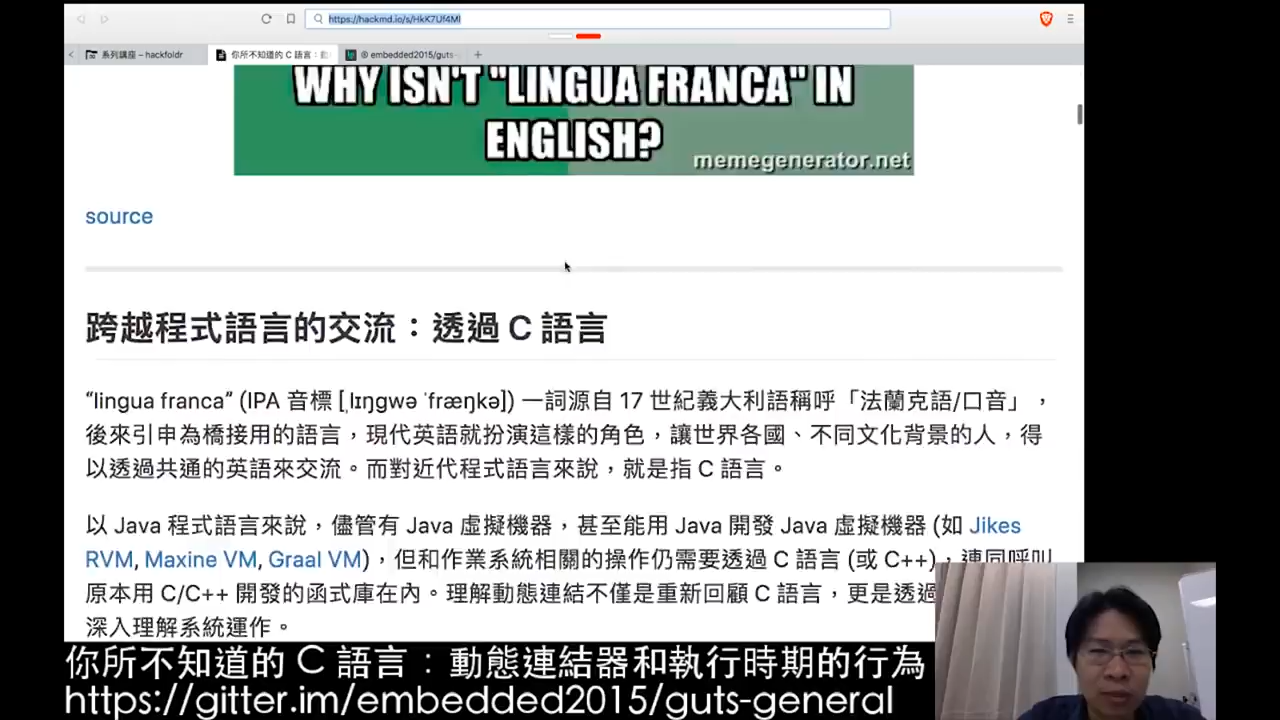 https://hackmd.io/s/HkK7Uf4Ml
系列講座 – hackfoldr
你所不知道的 C 語言：動
embedded2015/guts-
WHY ISN'T "LINGUA FRANCA" IN
ENGLISH?
memegenerator.net
source
跨越程式語言的交流：透過 C 語言
“lingua franca” (IPA 音標 [ˌlɪŋgwə ˈfræŋkə]) 一詞源自 17 世紀義大利語稱呼「法蘭克語/口音」，
後來引申為橋接用的語言，現代英語就扮演這樣的角色，讓世界各國、不同文化背景的人，得
以透過共通的英語來交流。而對近代程式語言來說，就是指 C 語言。
以 Java 程式語言來說，儘管有 Java 虛擬機器，甚至能用 Java 開發 Java 虛擬機器 (如 Jikes
RVM, Maxine VM, Graal VM)，但和作業系統相關的操作仍需要透過 C 語言 (或 C++)，連同呼叫
原本用 C/C++ 開發的函式庫在內。理解動態連結不僅是重新回顧 C 語言，更是透過
深入理解系統運作。
你所不知道的 C 語言：動態連結器和執行時期的行為
https://gitter.im/embedded2015/guts-general